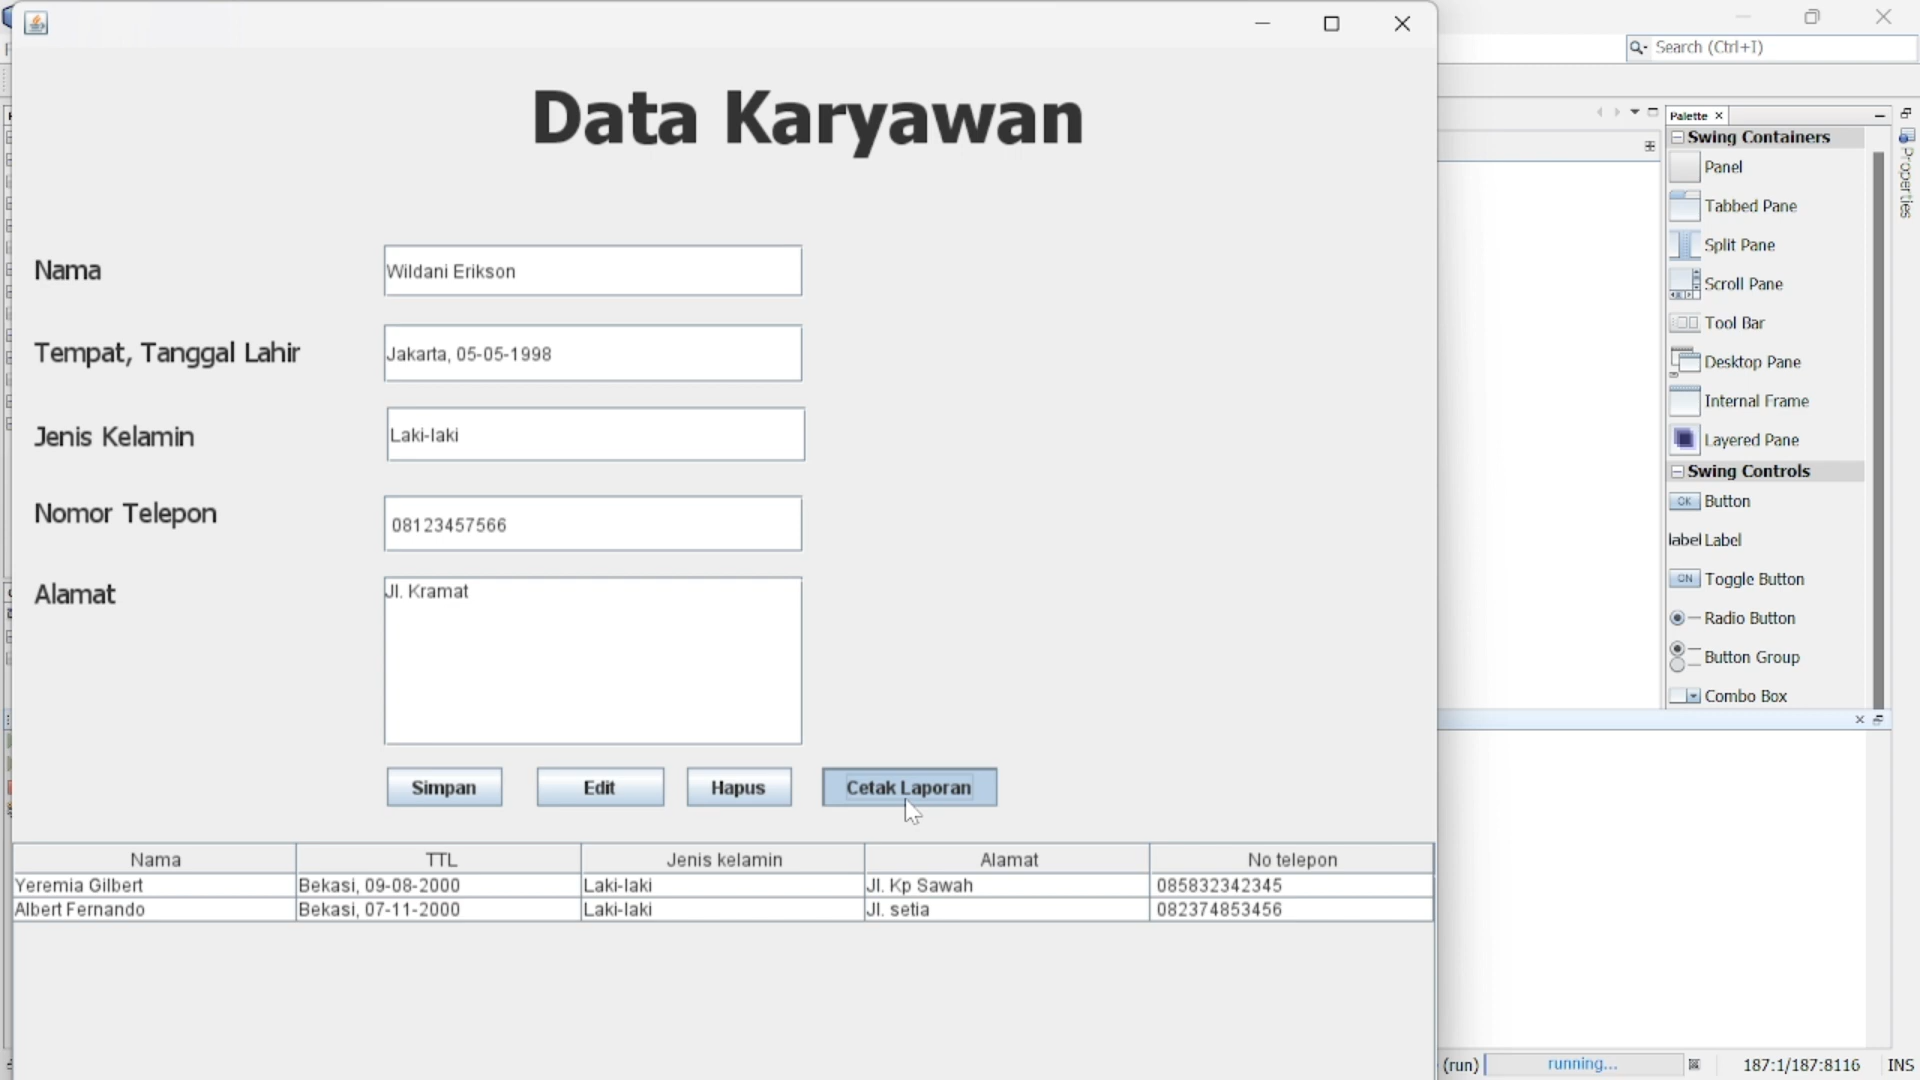 Search (Ctrl+I)
Data Karyawan
Nama
Wildani Erikson
Tempat, Tanggal Lahir
Jakarta, 05-05-1998
Jenis Kelamin
Laki-laki
Nomor Telepon
08123457566
Alamat
Jl. Kramat
Simpan
Edit
Hapus
Cetak Laporan
Nama TTL Jenis kelamin Alamat No telepon
Yeremia Gilbert Bekasi, 09-08-2000 Laki-laki Jl. Kp Sawah 085832342345
Albert Fernando Bekasi, 07-11-2000 Laki-laki Jl. setia 082374853456
Palette
Properties
Swing Containers
Panel
Tabbed Pane
Split Pane
Scroll Pane
Tool Bar
Desktop Pane
Internal Frame
Layered Pane
Swing Controls
OK Button
label Label
ON Toggle Button
Radio Button
Button Group
Combo Box
(run) running... 187:1/187:8116 INS